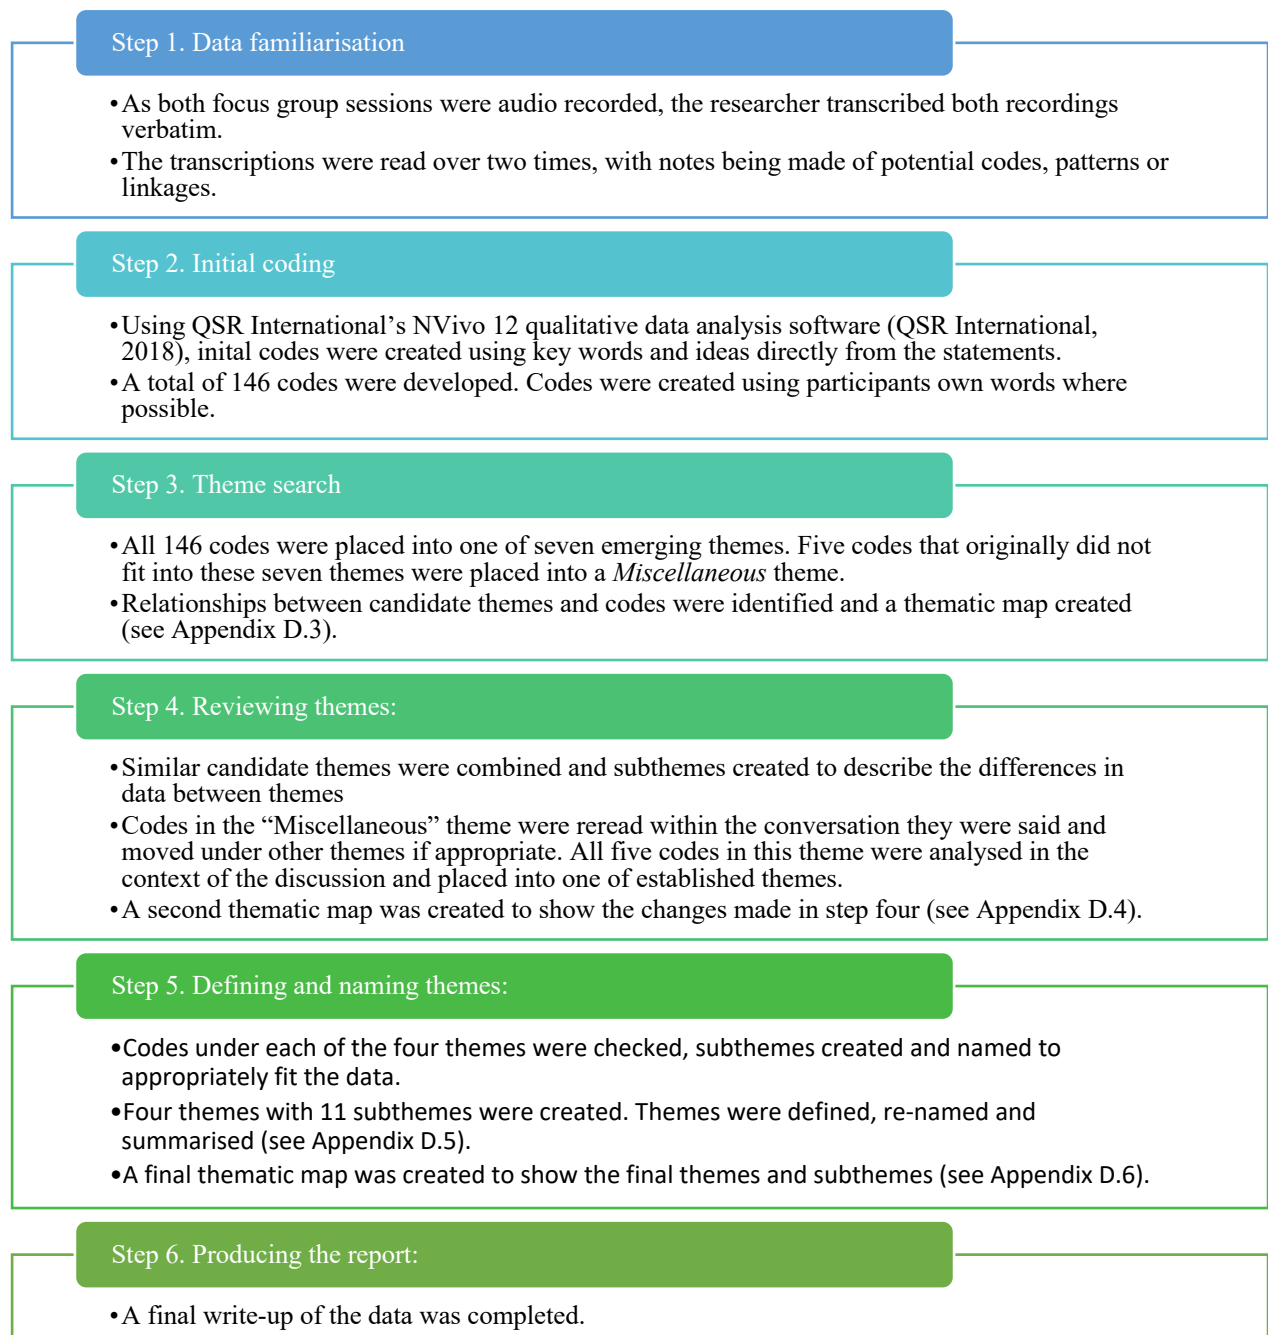 Step 1. Data familiarisation
•As both focus group sessions were audio recorded, the researcher transcribed both recordings
verbatim.
•The transcriptions were read over two times, with notes being made of potential codes, patterns or
linkages.
Step 2. Initial coding
•Using QSR International’s NVivo 12 qualitative data analysis software (QSR International,
2018), inital codes were created using key words and ideas directly from the statements.
•A total of 146 codes were developed. Codes were created using participants own words where
possible.
Step 3. Theme search
•All 146 codes were placed into one of seven emerging themes. Five codes that originally did not
fit into these seven themes were placed into a Miscellaneous theme.
•Relationships between candidate themes and codes were identified and a thematic map created
(see Appendix D.3).
Step 4. Reviewing themes:
•Similar candidate themes were combined and subthemes created to describe the differences in
data between themes
•Codes in the “Miscellaneous” theme were reread within the conversation they were said and
moved under other themes if appropriate. All five codes in this theme were analysed in the
context of the discussion and placed into one of established themes.
•A second thematic map was created to show the changes made in step four (see Appendix D.4).
Step 5. Defining and naming themes:
•Codes under each of the four themes were checked, subthemes created and named to
appropriately fit the data.
•Four themes with 11 subthemes were created. Themes were defined, re-named and
summarised (see Appendix D.5).
•A final thematic map was created to show the final themes and subthemes (see Appendix D.6).
Step 6. Producing the report:
•A final write-up of the data was completed.